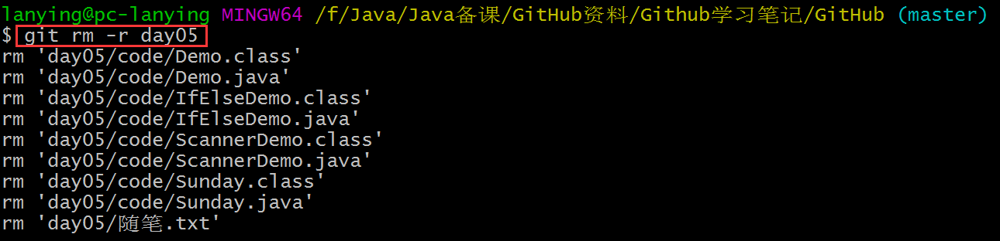 lanying@pc-lanying MINGW64 /f/Java/Java备课/GitHub资料/Github学习笔记/GitHub (master)
$ git rm -r day05
rm 'day05/code/Demo.class'
rm 'day05/code/Demo.java'
rm 'day05/code/IfElseDemo.class'
rm 'day05/code/IfElseDemo.java'
rm 'day05/code/ScannerDemo.class'
rm 'day05/code/ScannerDemo.java'
rm 'day05/code/Sunday.class'
rm 'day05/code/Sunday.java'
rm 'day05/随笔.txt'